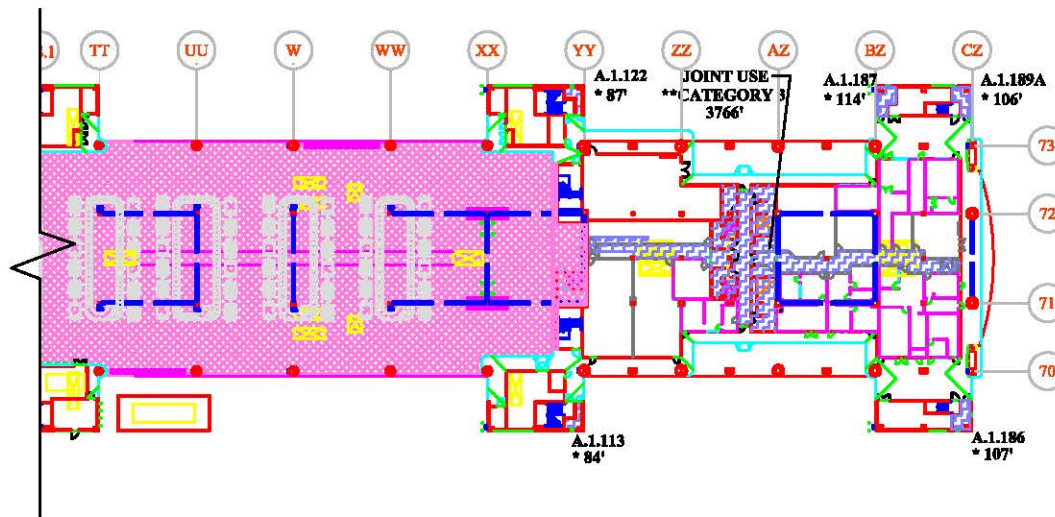 TT UU W WW XX YY ZZ AZ BZ CZ
A.1.122
* 87'
JOINT USE
**CATEGORY 3
3766'
A.1.187
* 114'
A.1.189A
* 106'
73
72
71
70
A.1.113
* 84'
A.1.186
* 107'